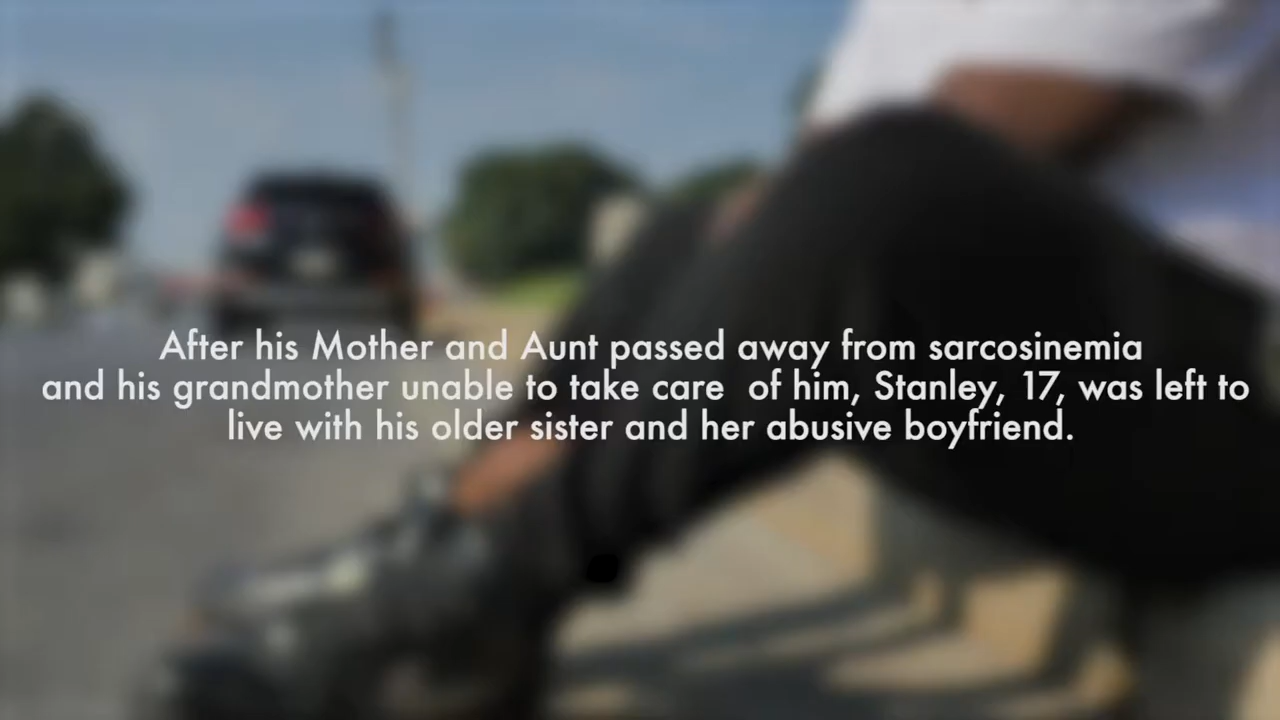 After his Mother and Aunt passed away from sarcosinemia
and his grandmother unable to take care  of him, Stanley, 17, was left to
live with his older sister and her abusive boyfriend.